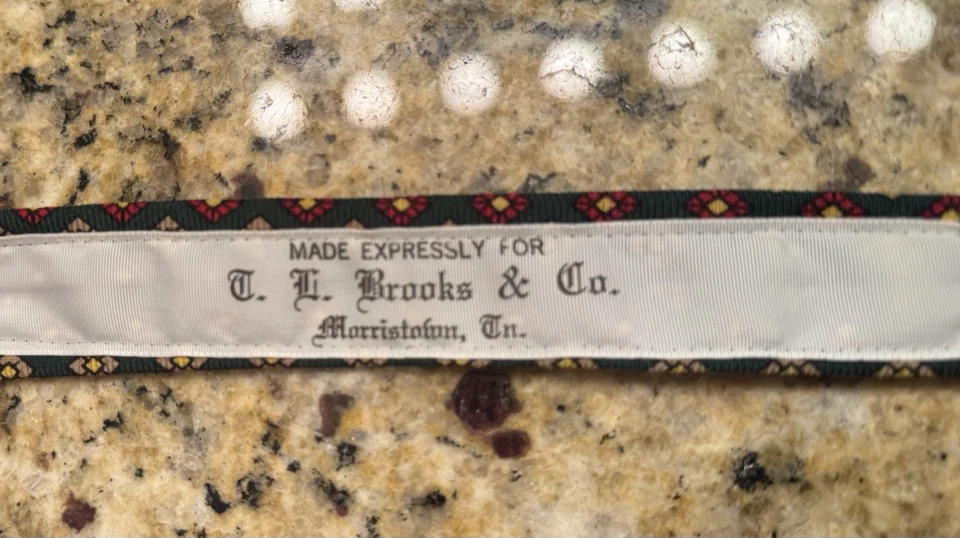 MADE EXPRESSLY FOR
T. L. Brooks & Co.
Morristown, Tn.